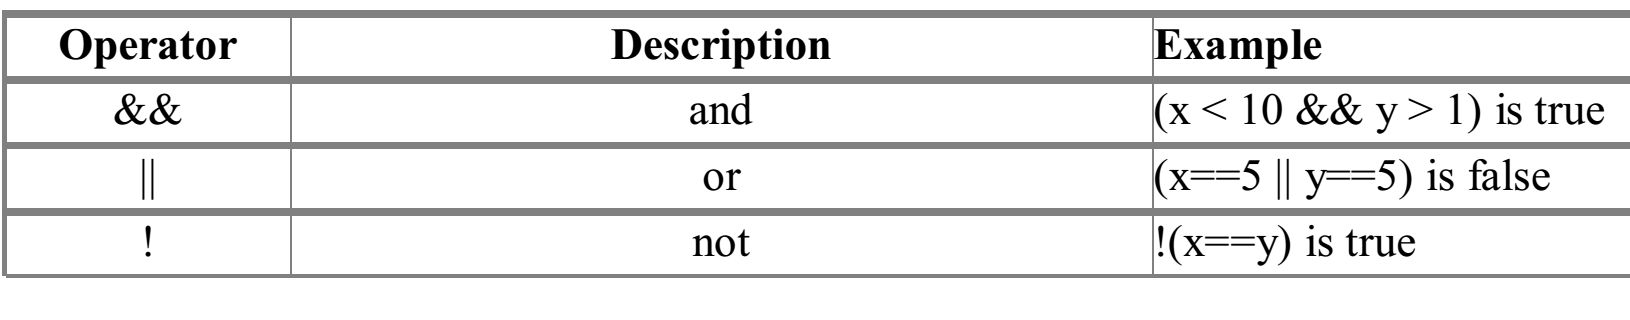 Operator Description Example
&& and (x < 10 && y > 1) is true
|| or (x==5 || y==5) is false
! not !(x==y) is true